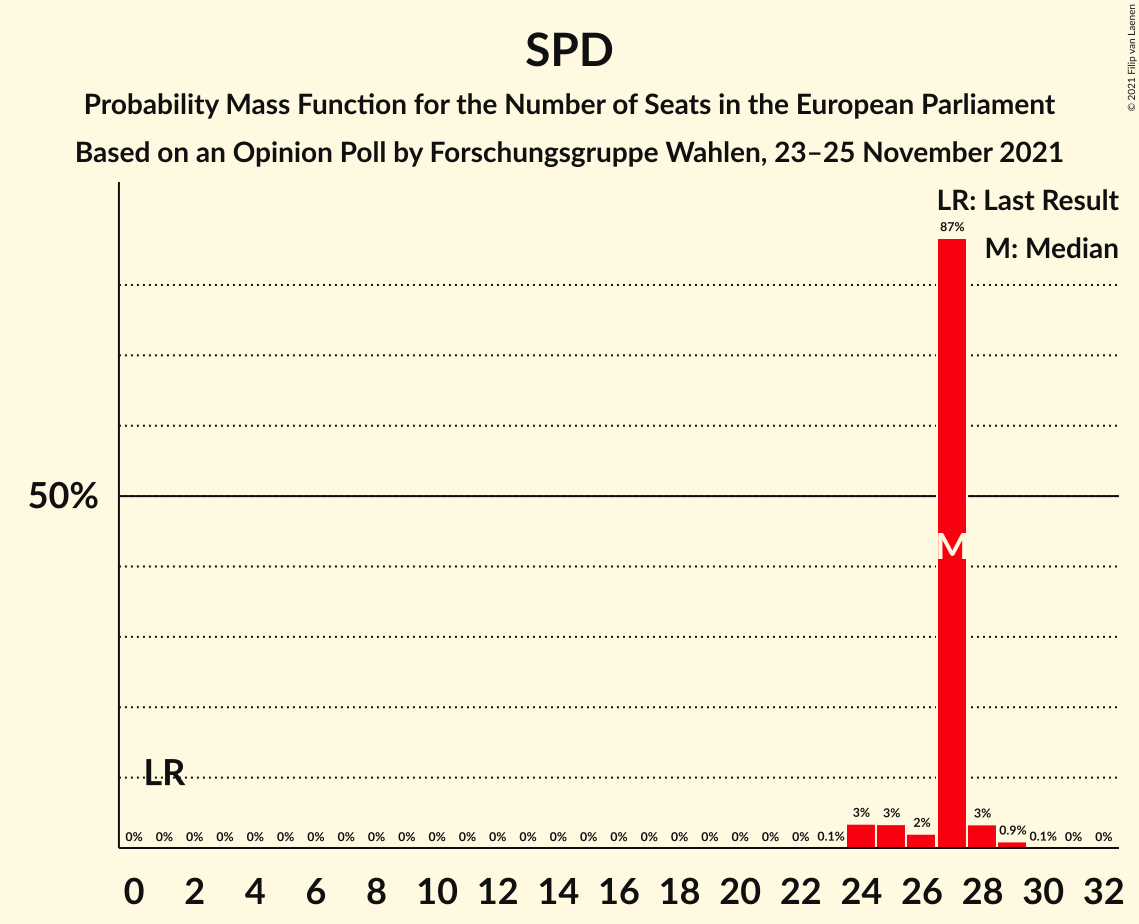 © 2021 Filip van Laenen
SPD
Probability Mass Function for the Number of Seats in the European Parliament
Based on an Opinion Poll by Forschungsgruppe Wahlen, 23–25 November 2021
LR: Last Result
M: Median
87%
50%
M
LR
0% 0% 0% 0% 0% 0% 0% 0% 0% 0% 0% 0% 0% 0% 0% 0% 0% 0% 0% 0% 0% 0% 0% 0.1% 3% 3% 2% 3% 0.9% 0.1% 0% 0%
0 2 4 6 8 10 12 14 16 18 20 22 24 26 28 30 32